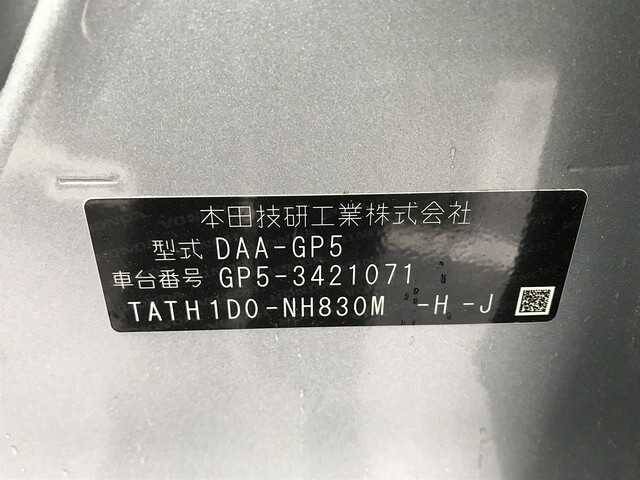 本田技研工業株式会社
型式 DAA-GP5
車台番号 GP5-3421071
TATH1D0-NH830M -H -J